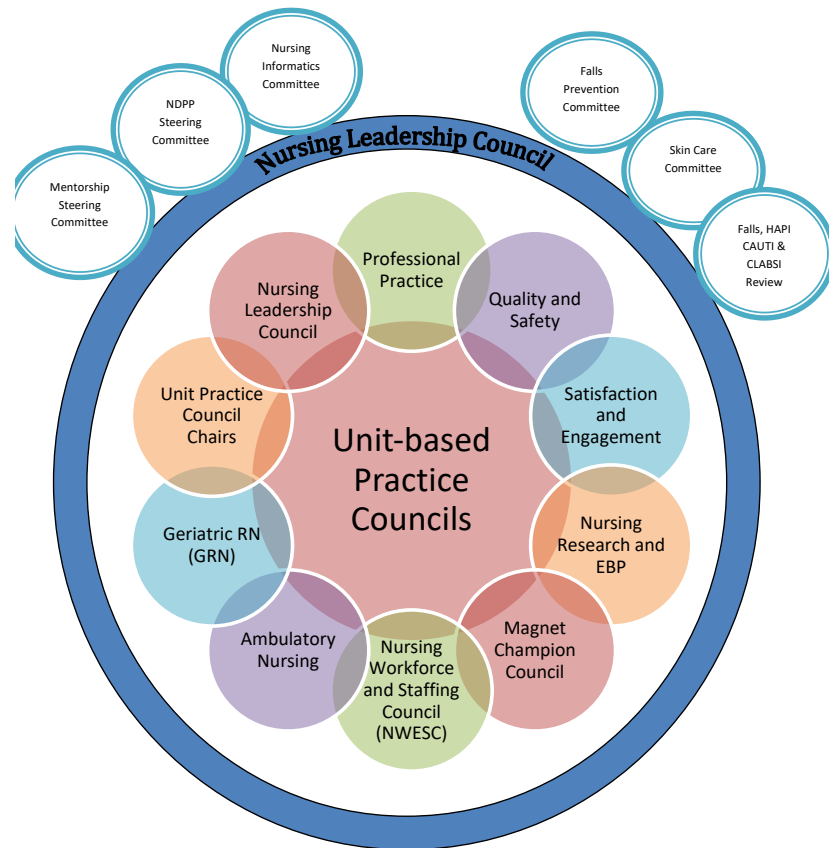 Nursing
Informatics
Committee
NDPP
Steering
Committee
Mentorship
Steering
Committee
Falls
Prevention
Committee
Skin Care
Committee
Falls, HAPI
CAUTI &
CLABSI
Review
Nursing Leadership Council
Professional
Practice
Quality and
Safety
Satisfaction
and
Engagement
Nursing
Research and
EBP
Magnet
Champion
Council
Nursing
Workforce
and Staffing
Council
(NWESC)
Ambulatory
Nursing
Geriatric RN
(GRN)
Unit Practice
Council
Chairs
Nursing
Leadership
Council
Unit-based
Practice
Councils